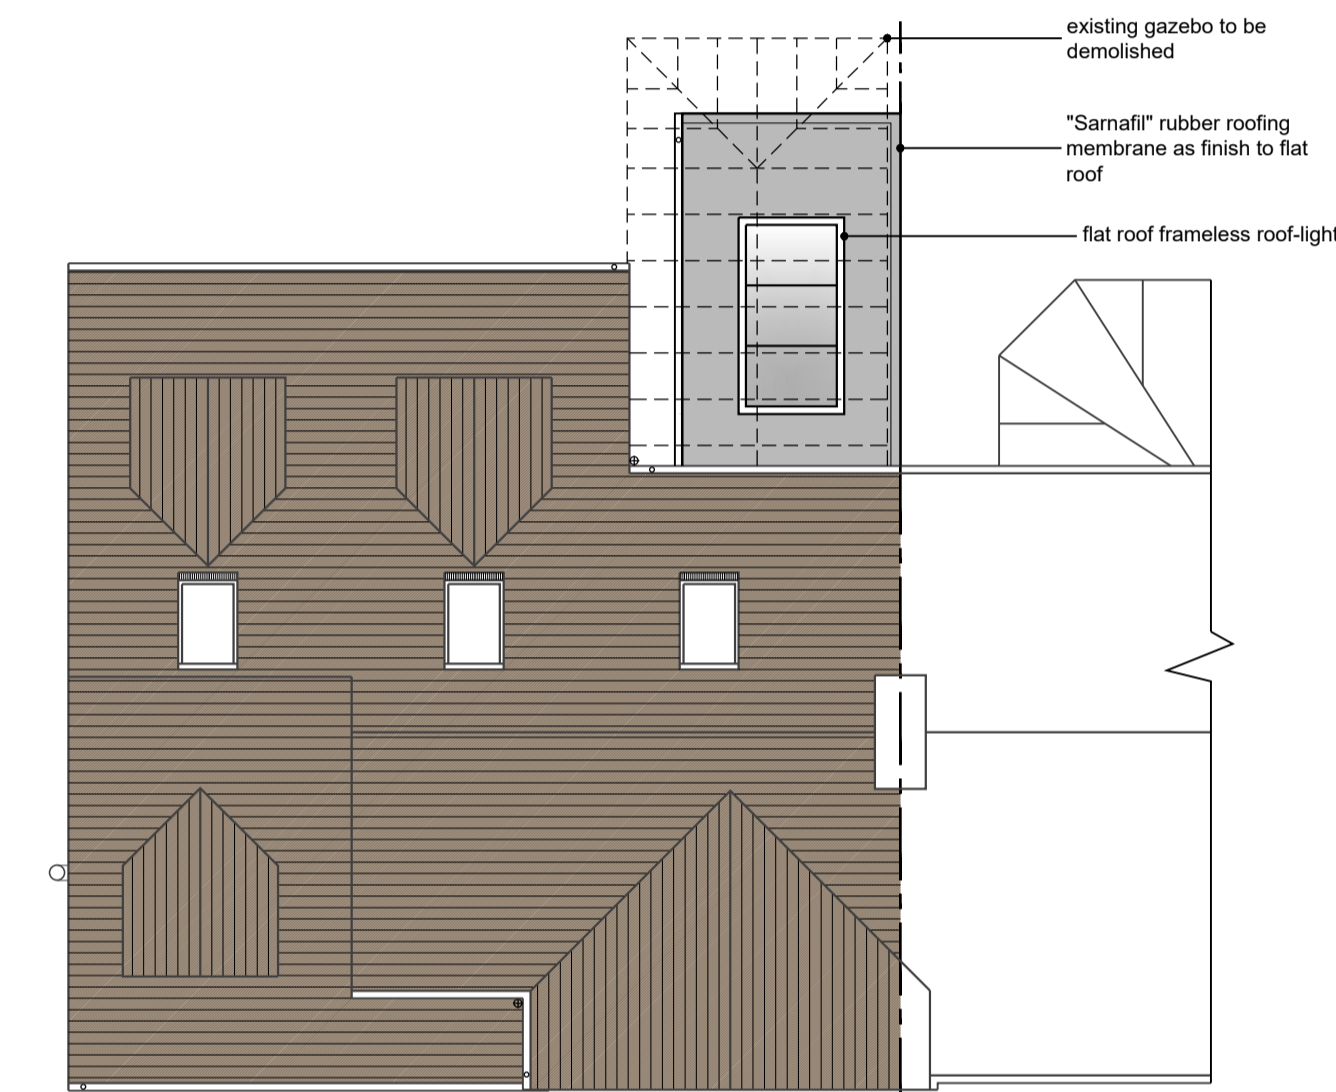 existing gazebo to be
demolished
"Sarnafil" rubber roofing
membrane as finish to flat
roof
flat roof frameless roof-light